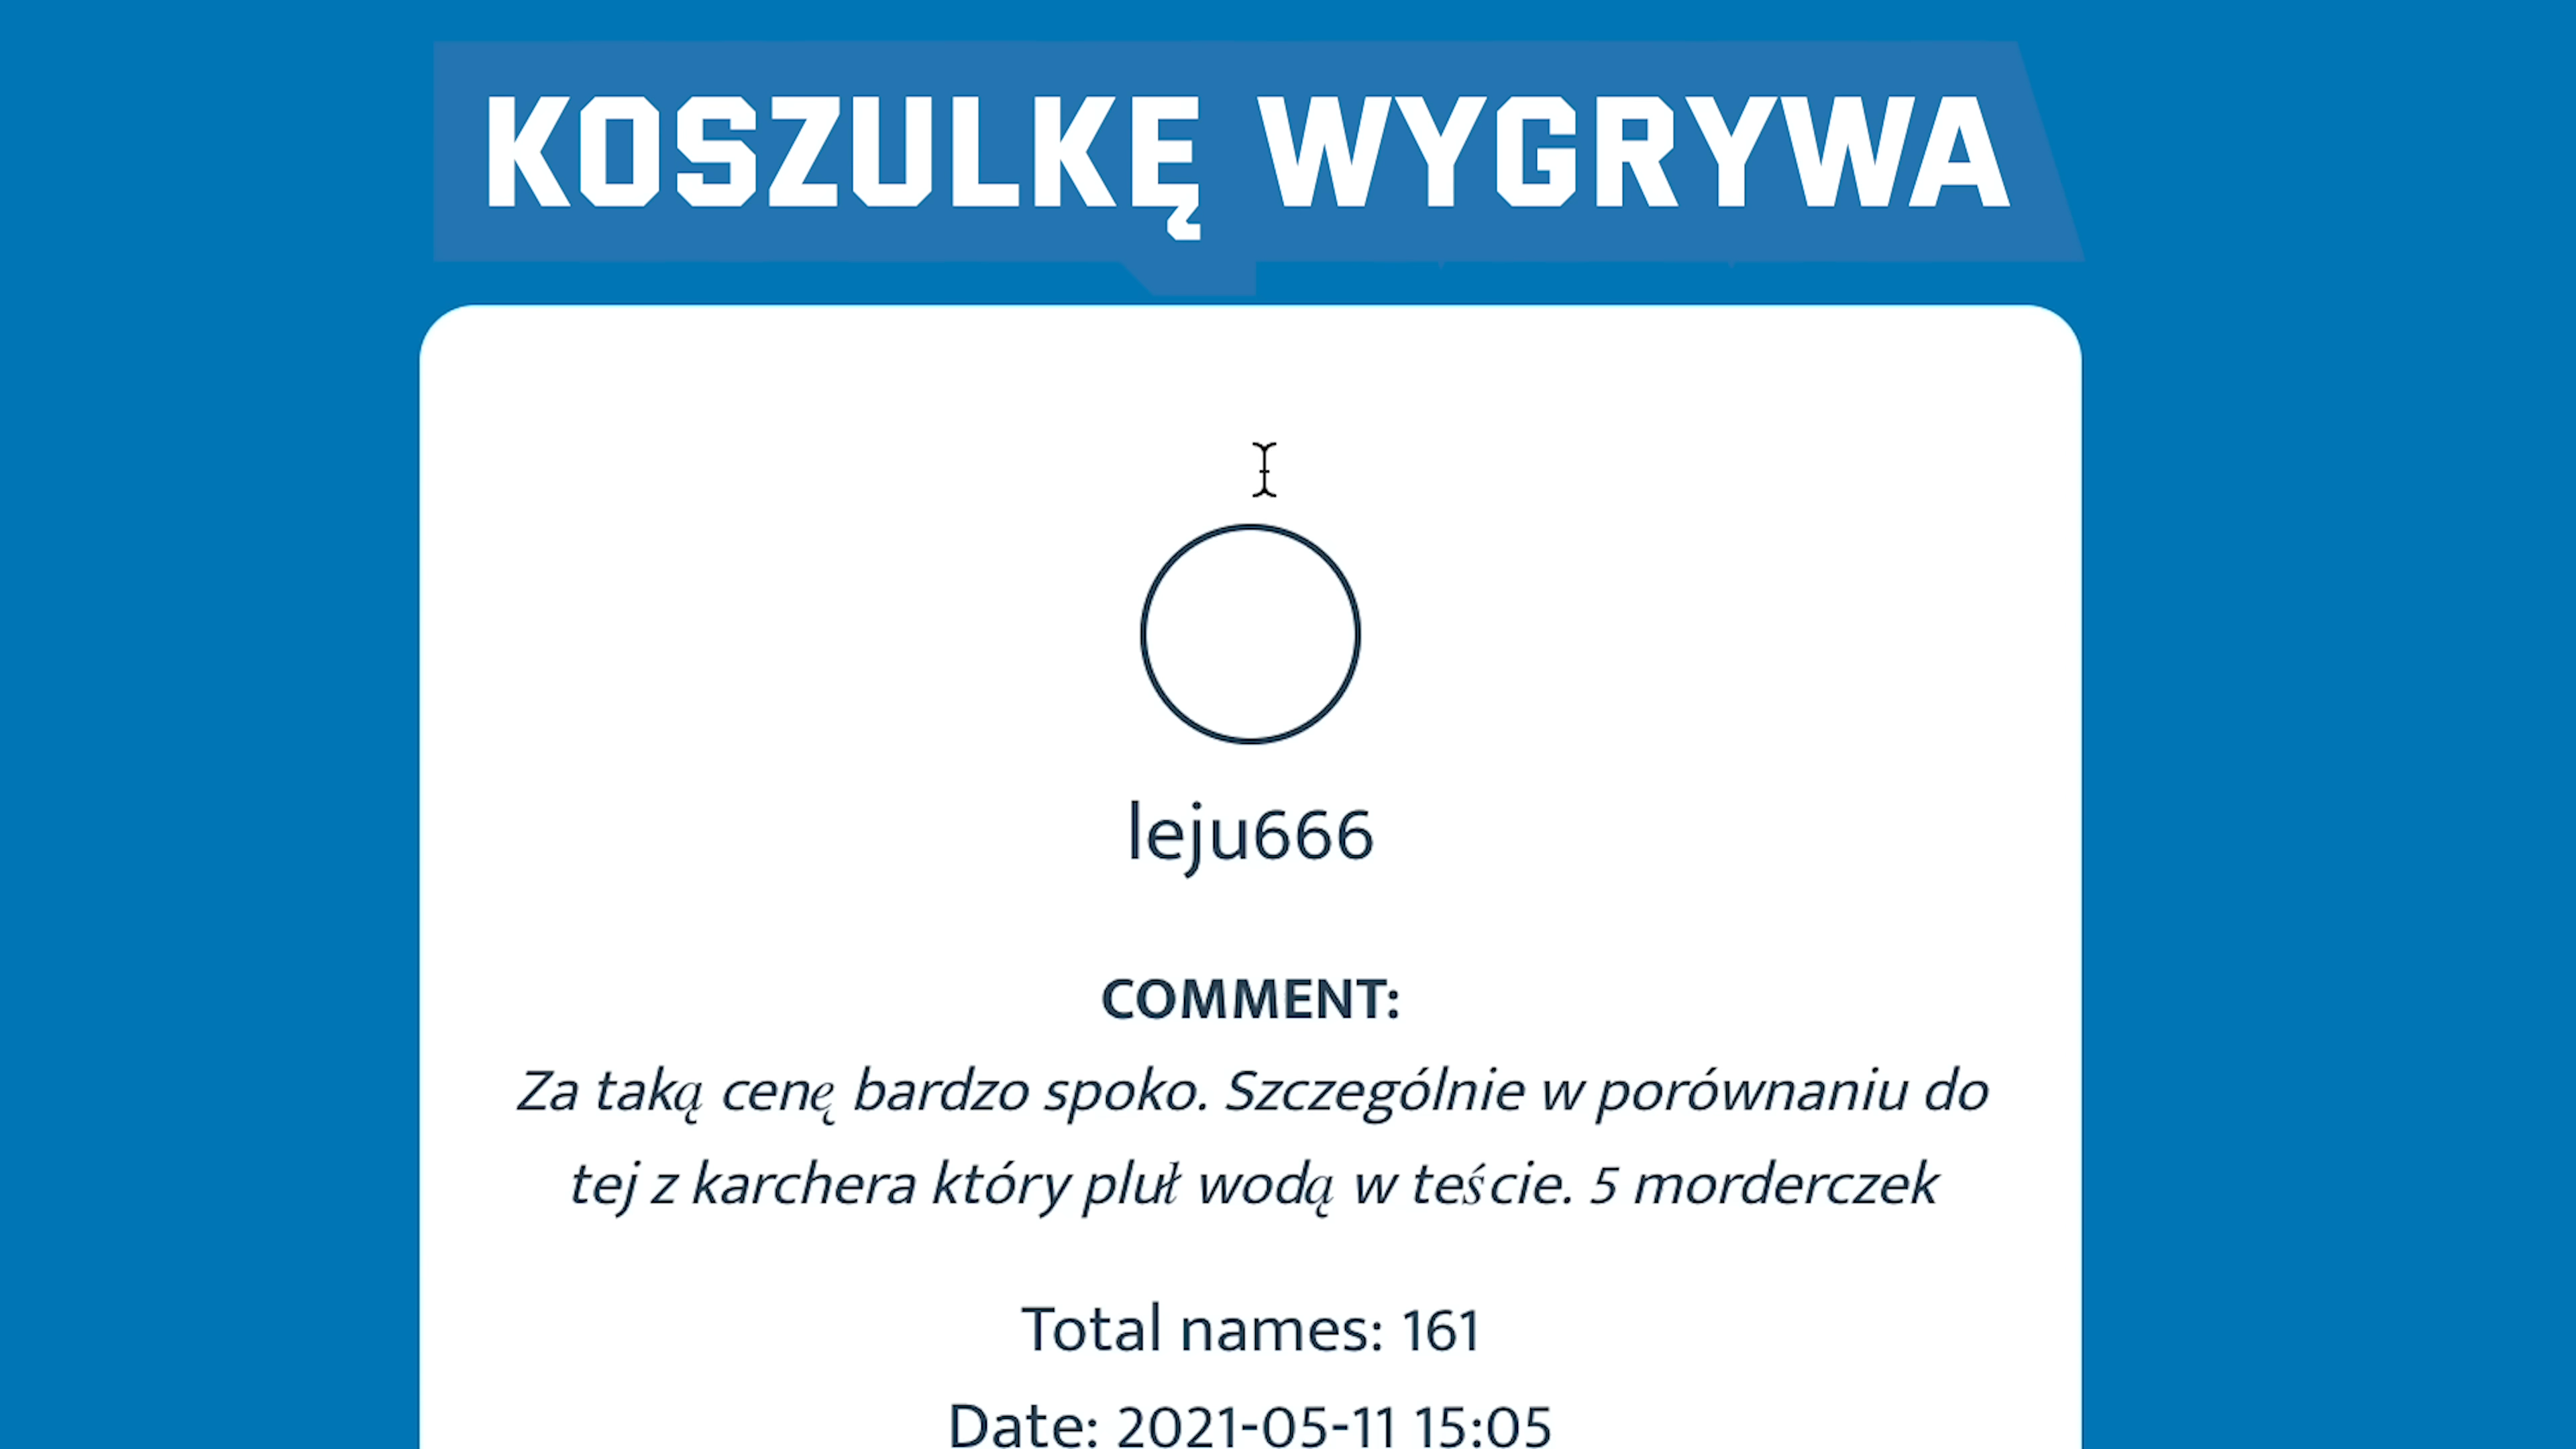 KOSZULKĘ WYGRYWA
leju666
COMMENT:
Za taką cenę bardzo spoko. Szczególnie w porównaniu do
tej z karchera który pluł wodą w teście. 5 morderczek
Total names: 161
Date: 2021-05-11 15:05